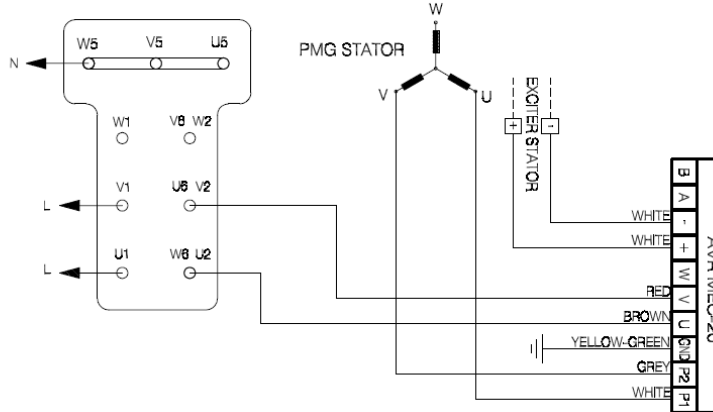 W
W5 V5 U5
PMG STATOR
N
V U
EXCITER STATOR
+ -
W1 V6 W2
B
A
V1 U6 V2
L
WHITE -
WHITE +
W
U1 W6 U2
L
RED V
BROWN U
YELLOW-GREEN GND
GREY P2
WHITE P1